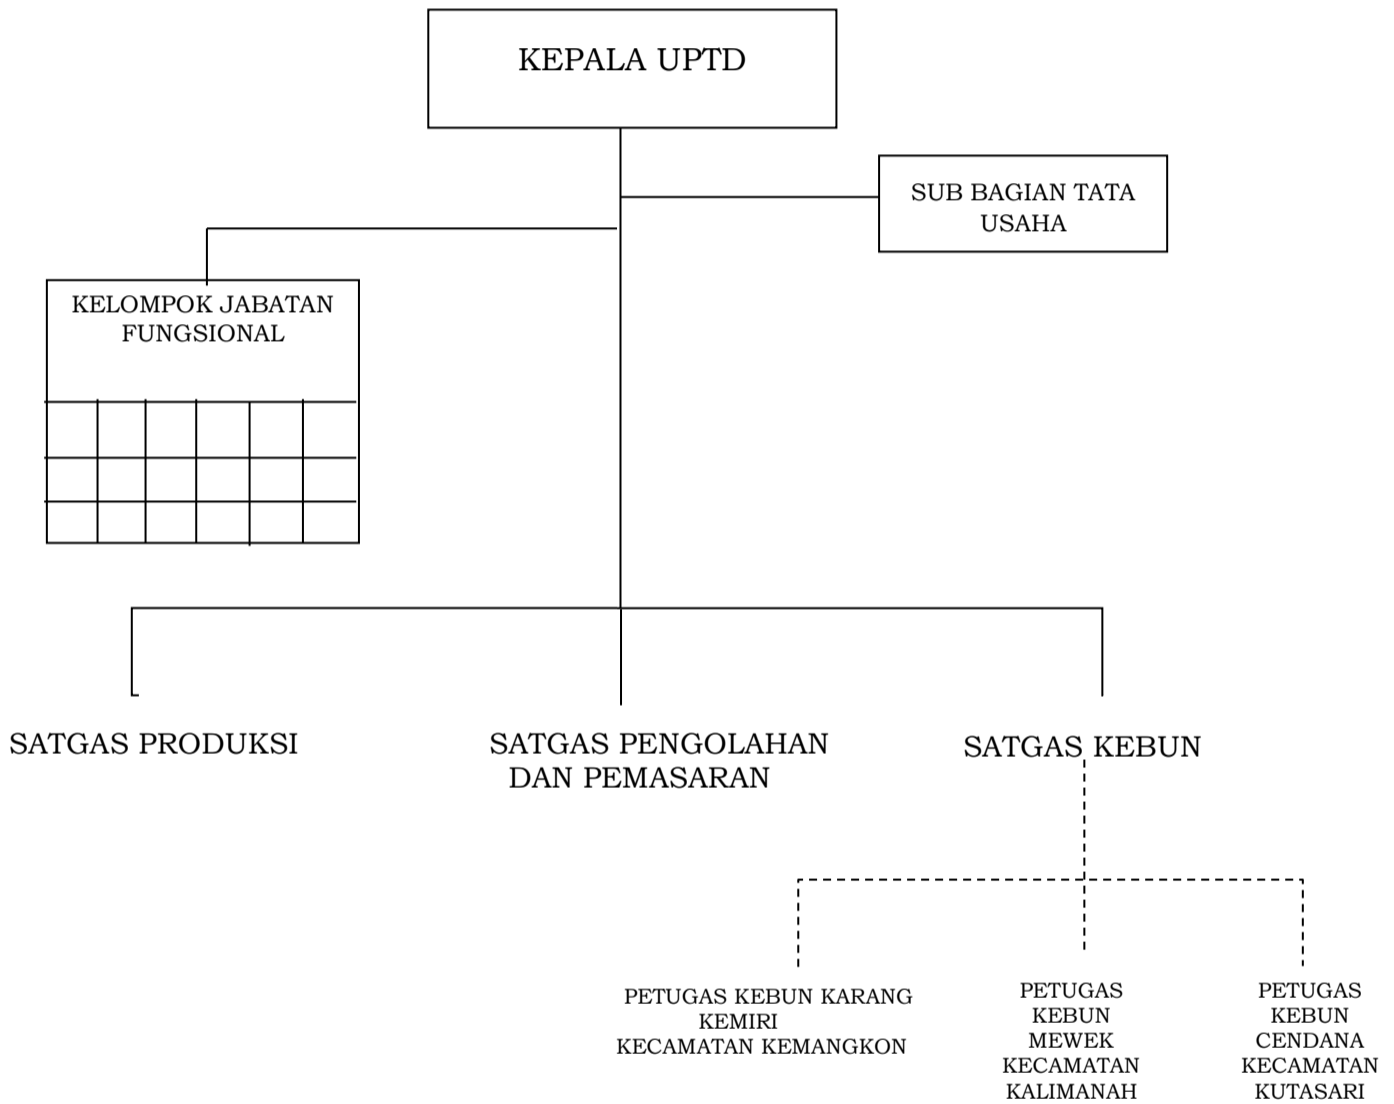 KEPALA UPTD
SUB BAGIAN TATA
USAHA
KELOMPOK JABATAN
FUNGSIONAL
SATGAS PRODUKSI
SATGAS PENGOLAHAN
DAN PEMASARAN
SATGAS KEBUN
PETUGAS KEBUN KARANG
KEMIRI
KECAMATAN KEMANGKON
PETUGAS
KEBUN
MEWEK
KECAMATAN
KALIMANAH
PETUGAS
KEBUN
CENDANA
KECAMATAN
KUTASARI